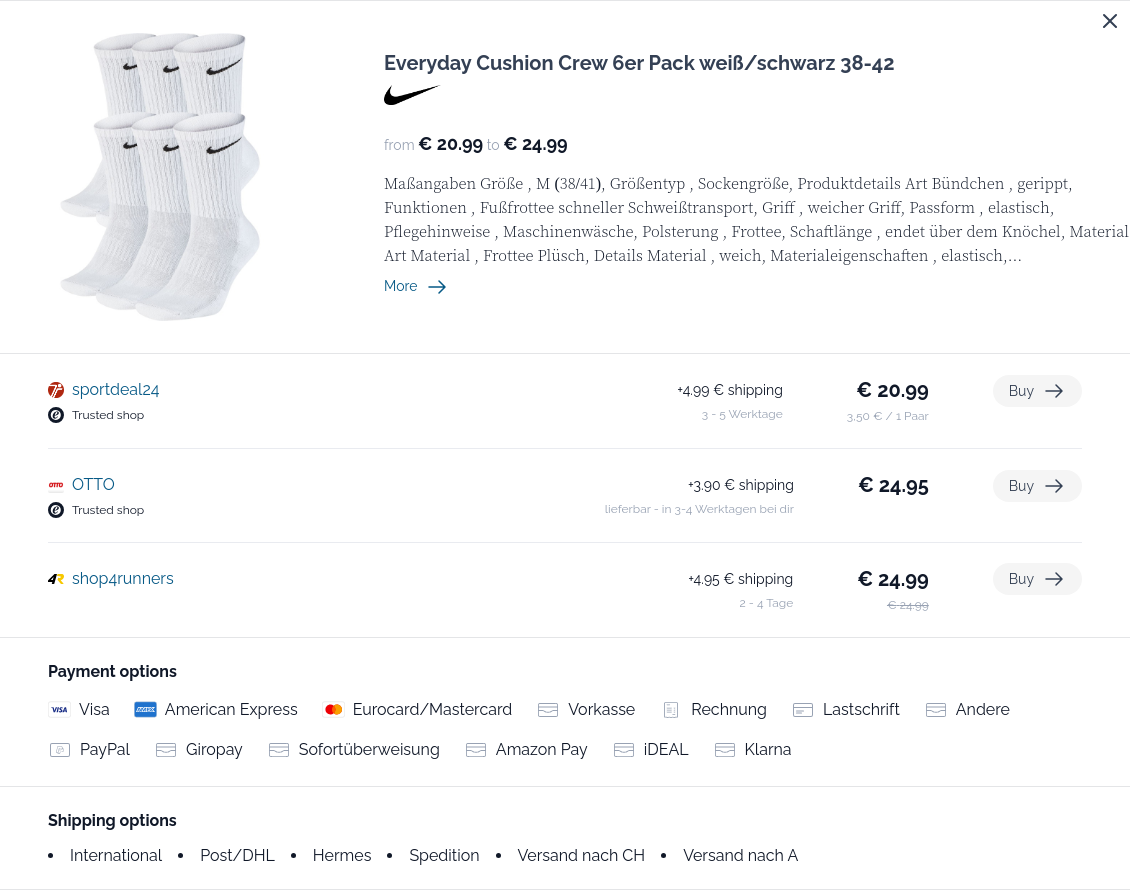 Everyday Cushion Crew 6er Pack weiß/schwarz 38-42
from € 20.99 to € 24.99
Maßangaben Größe , M (38/41), Größentyp , Sockengröße, Produktdetails Art Bündchen , gerippt,
Funktionen , Fußfrottee schneller Schweißtransport, Griff , weicher Griff, Passform , elastisch,
Pflegehinweise , Maschinenwäsche, Polsterung , Frottee, Schaftlänge , endet über dem Knöchel, Material
Art Material , Frottee Plüsch, Details Material , weich, Materialeigenschaften , elastisch,...
More
sportdeal24 +4.99 € shipping € 20.99 Buy
Trusted shop 3 - 5 Werktage 3,50 € / 1 Paar
OTTO +3.90 € shipping € 24.95 Buy
Trusted shop lieferbar - in 3-4 Werktagen bei dir
4R shop4runners +4.95 € shipping € 24.99 Buy
2 - 4 Tage € 24.99
Payment options
VISA Visa AMEX American Express Eurocard/Mastercard Vorkasse Rechnung Lastschrift Andere
PayPal Giropay Sofortüberweisung Amazon Pay iDEAL Klarna
Shipping options
• International • Post/DHL • Hermes • Spedition • Versand nach CH • Versand nach A